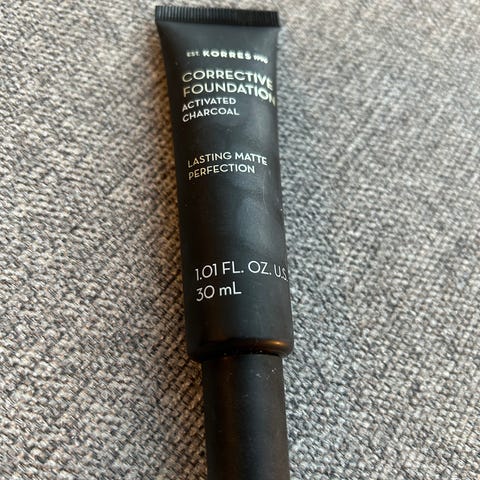 EST. KORRES 1996
CORRECTIVE
FOUNDATION
ACTIVATED
CHARCOAL
LASTING MATTE
PERFECTION
1.01 FL. OZ. U.S.
30 mL